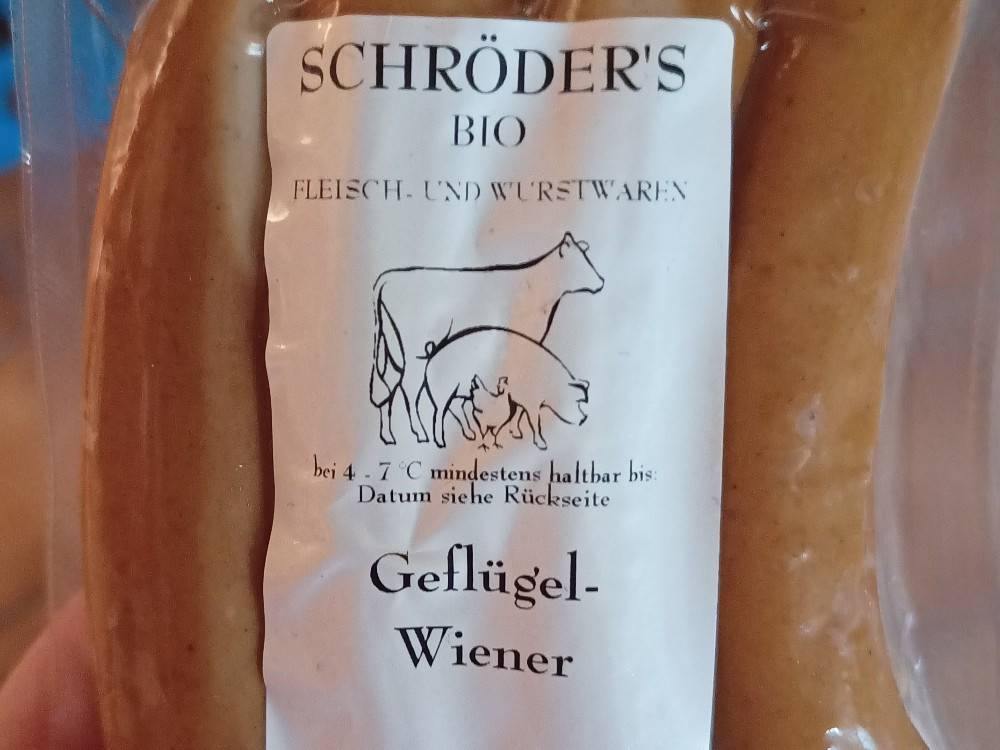 SCHRÖDER'S
BIO
FLEISCH- UND WURSTWAREN
bei 4 - 7 °C mindestens haltbar bis:
Datum siehe Rückseite
Geflügel-
Wiener